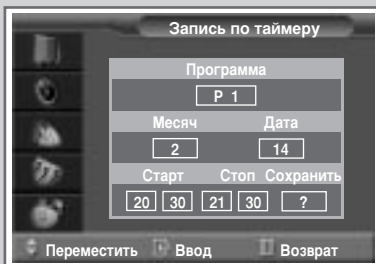 Запись по таймеру
Программа
P 1
Месяч Дата
2 14
Старт Стоп Сохранить
20 30 21 30 ?
Переместить Ввод Возврат